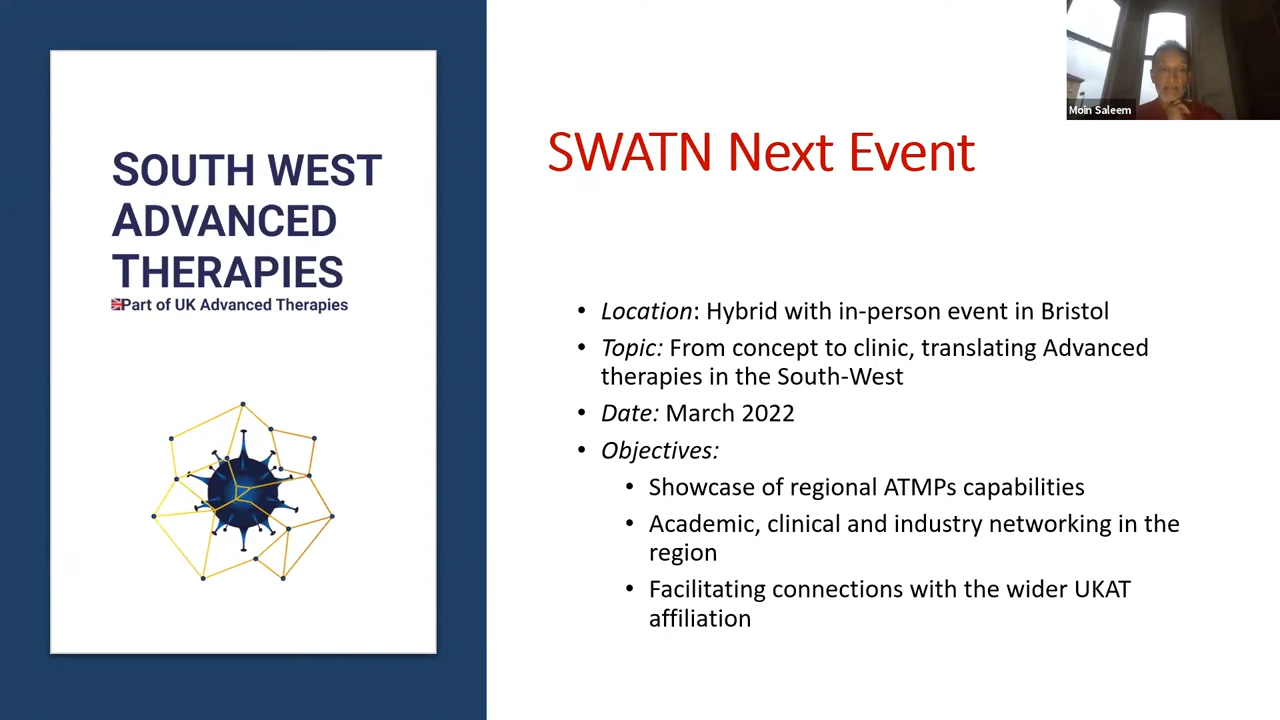 SOUTH WEST
ADVANCED
THERAPIES
Part of UK Advanced Therapies
Moin Saleem
SWATN Next Event
• Location: Hybrid with in-person event in Bristol
• Topic: From concept to clinic, translating Advanced
therapies in the South-West
• Date: March 2022
• Objectives:
• Showcase of regional ATMPs capabilities
• Academic, clinical and industry networking in the
region
• Facilitating connections with the wider UKAT
affiliation